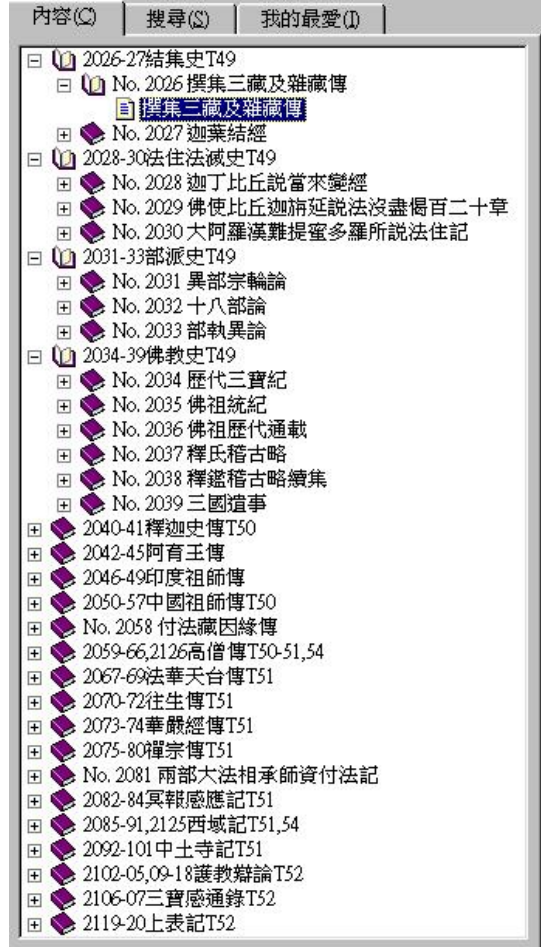 內容(C) 搜尋(S) 我的最愛(I)
2026-27結集史T49
No. 2026 撰集三藏及雜藏傳
撰集三藏及雜藏傳
No. 2027 迦葉結經
2028-30法住法滅史T49
No. 2028 迦丁比丘說當來變經
No. 2029 佛使比丘迦旃延說法沒盡偈百二十章
No. 2030 大阿羅漢難提蜜多羅所說法住記
2031-33部派史T49
No. 2031 異部宗輪論
No. 2032 十八部論
No. 2033 部執異論
2034-39佛教史T49
No. 2034 歷代三寶紀
No. 2035 佛祖統紀
No. 2036 佛祖歷代通載
No. 2037 釋氏稽古略
No. 2038 釋鑑稽古略續集
No. 2039 三國遺事
2040-41釋迦史傳T50
2042-45阿育王傳
2046-49印度祖師傳
2050-57中國祖師傳T50
No. 2058 付法藏因緣傳
2059-66,2126高僧傳T50-51,54
2067-69法華天台傳T51
2070-72往生傳T51
2073-74華嚴經傳T51
2075-80禪宗傳T51
No. 2081 兩部大法相承師資付法記
2082-84冥報感應記T51
2085-91,2125西域記T51,54
2092-101中土寺記T51
2102-05,09-18護教辯論T52
2106-07三寶感通錄T52
2119-20上表記T52